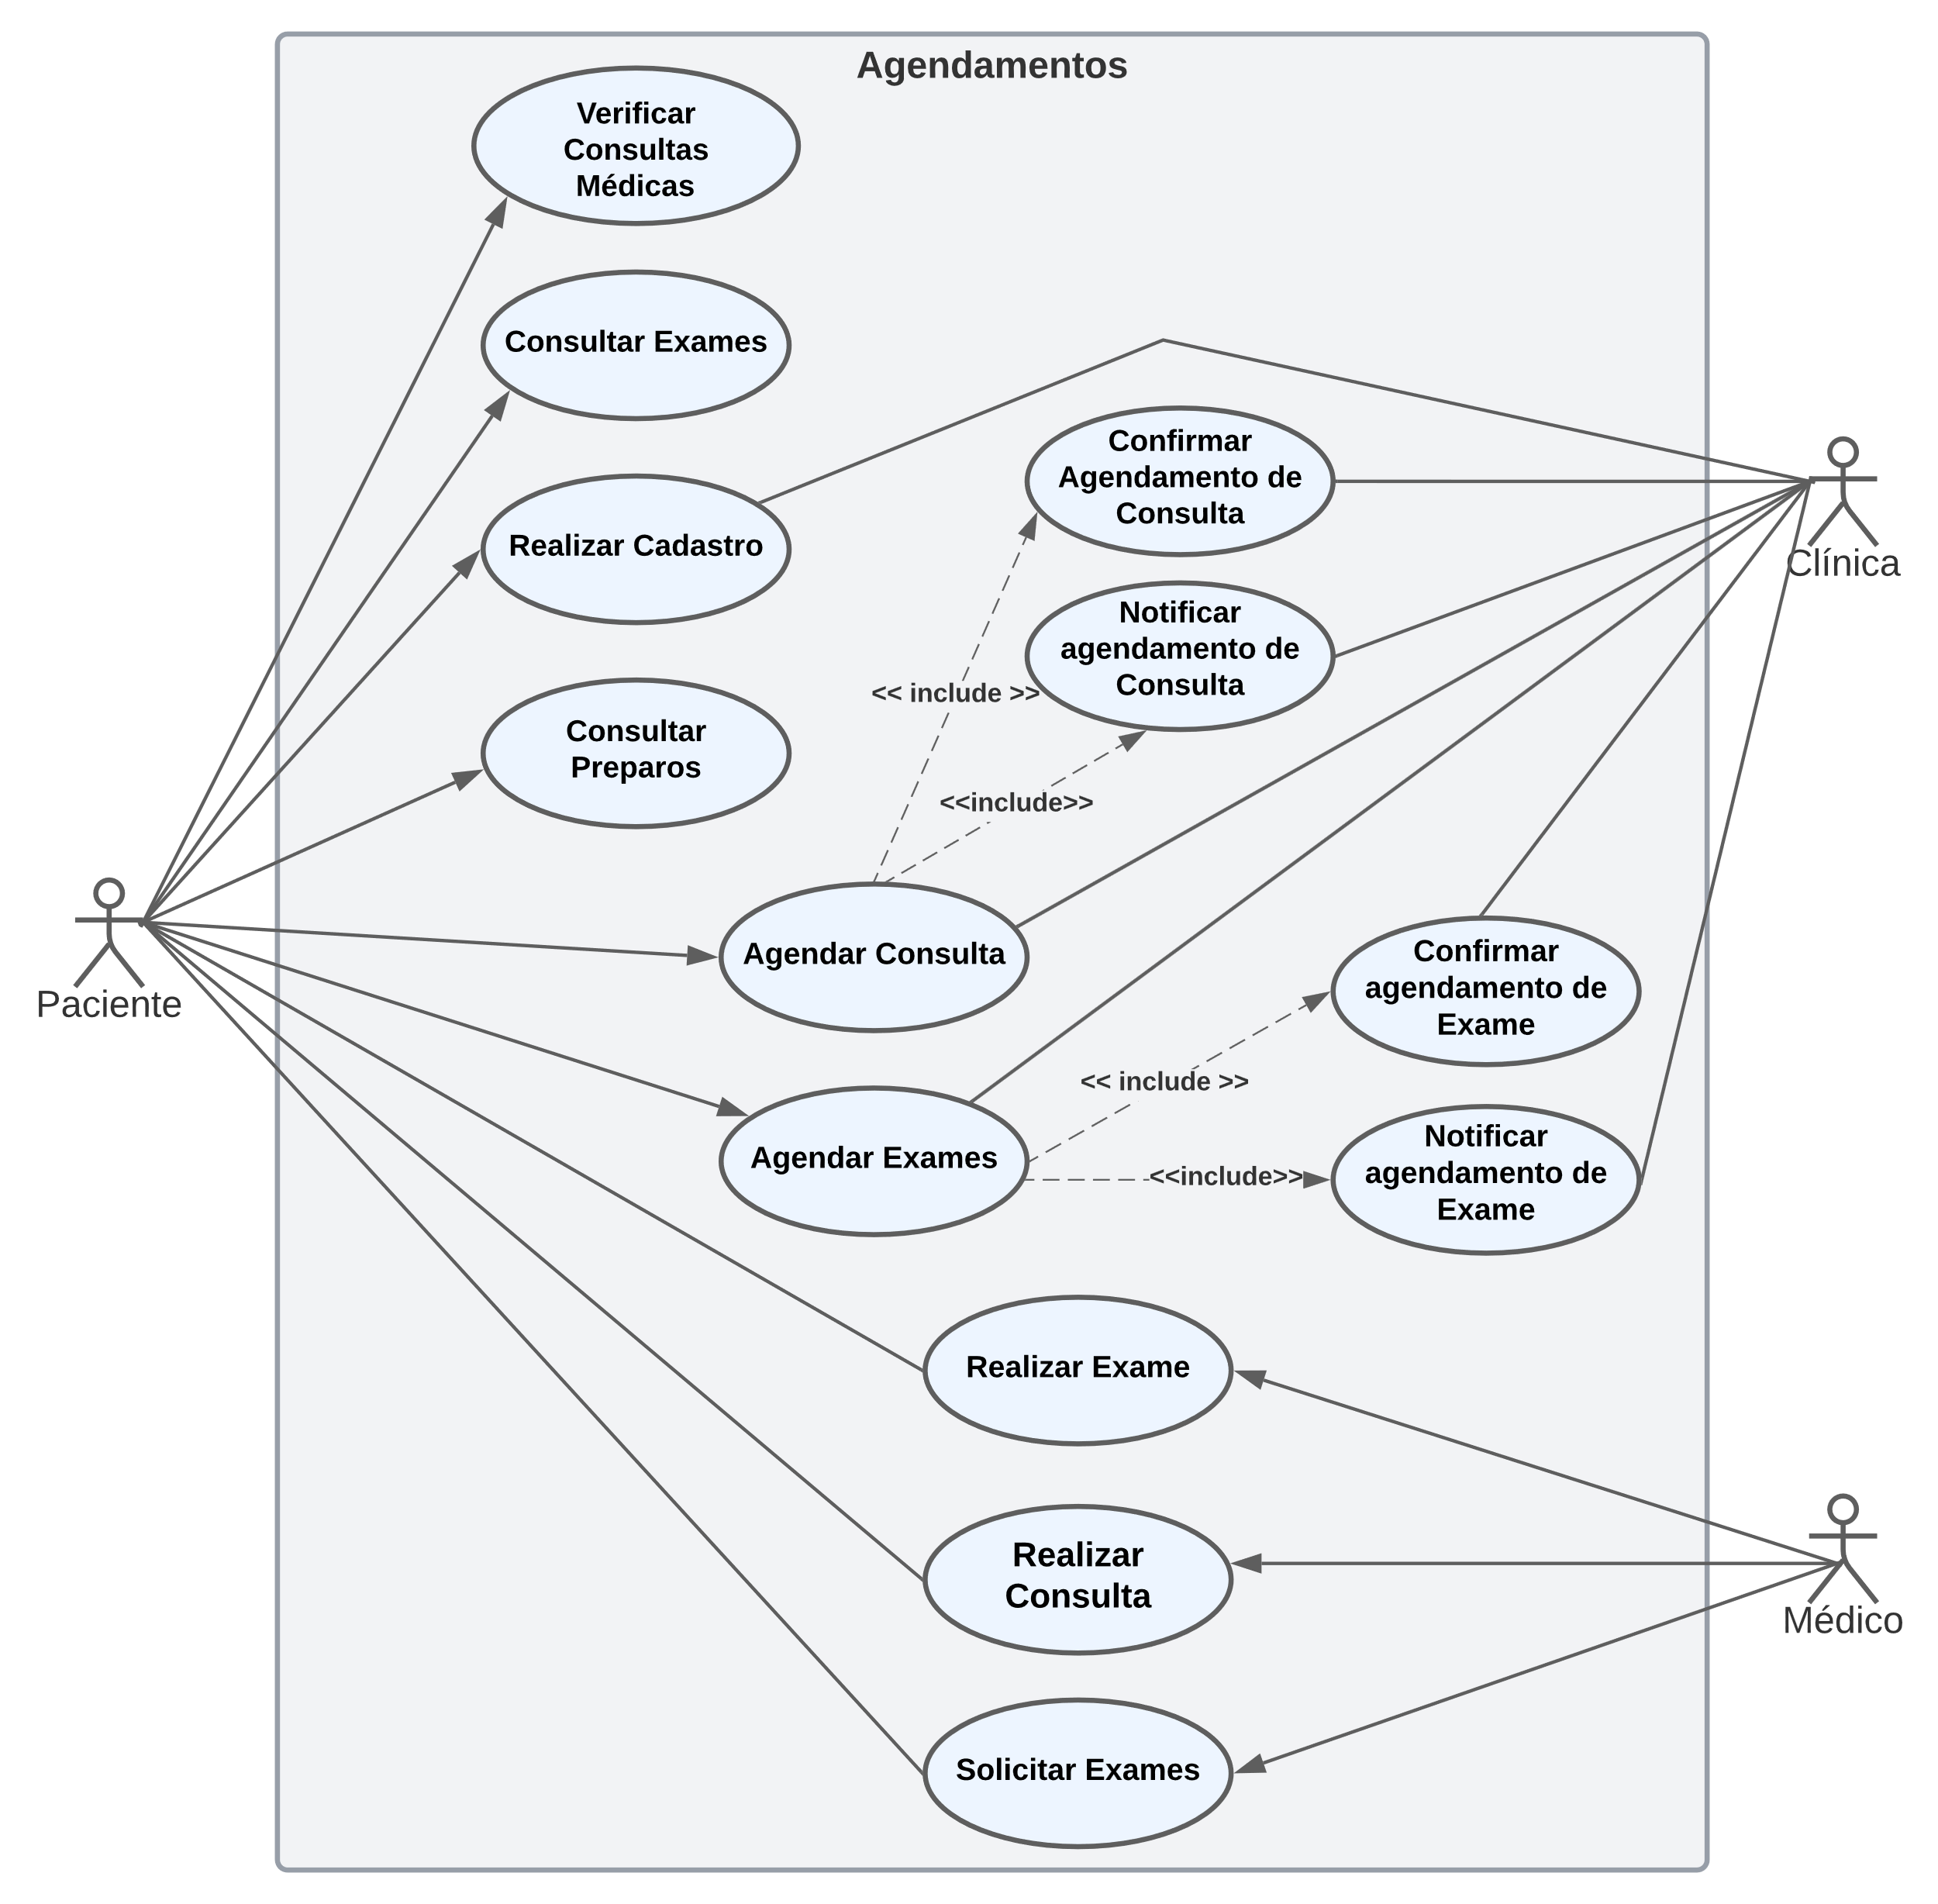 Agendamentos
Verificar
Consultas
Médicas
Consultar Exames
Realizar Cadastro
Confirmar
Agendamento de
Consulta
Clínica
Notificar
agendamento de
Consulta
<< include >>
Consultar
Preparos
<<include>>
Paciente
Agendar Consulta
Confirmar
agendamento de
Exame
<< include >>
Agendar Exames
Notificar
agendamento de
Exame
<<include>>
Realizar Exame
Realizar
Consulta
Médico
Solicitar Exames